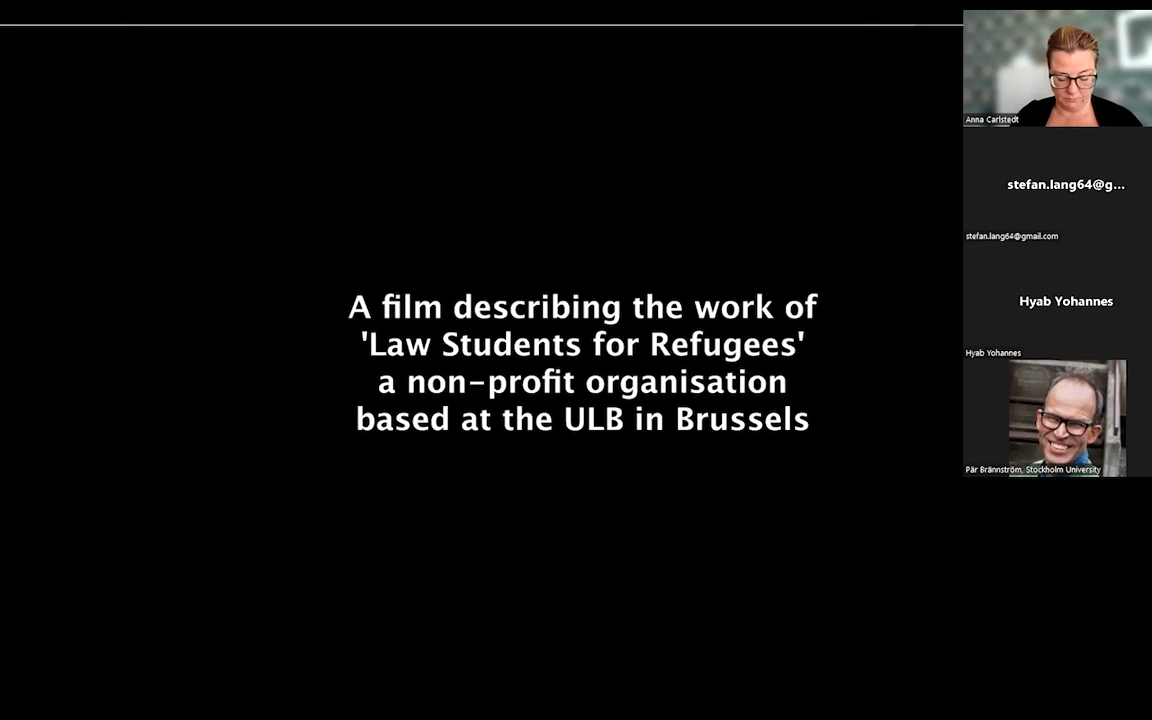 A film describing the work of
'Law Students for Refugees'
a non-profit organisation
based at the ULB in Brussels
Anna Carlstedt
stefan.lang64@g...
stefan.lang64@gmail.com
Hyab Yohannes
Hyab Yohannes
Pär Brännström, Stockholm University